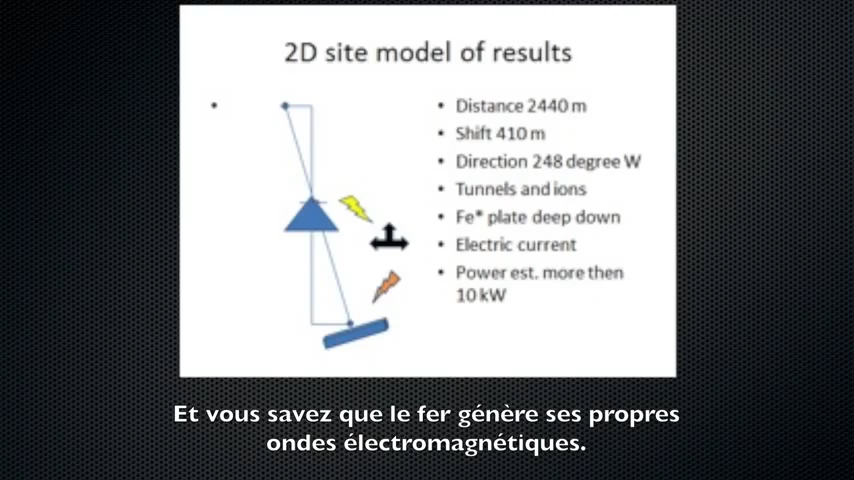 2D site model of results
• Distance 2440 m
• Shift 410 m
• Direction 248 degree W
• Tunnels and ions
• Fe* plate deep down
• Electric current
• Power est. more then
10 kW
Et vous savez que le fer génère ses propres
ondes électromagnétiques.